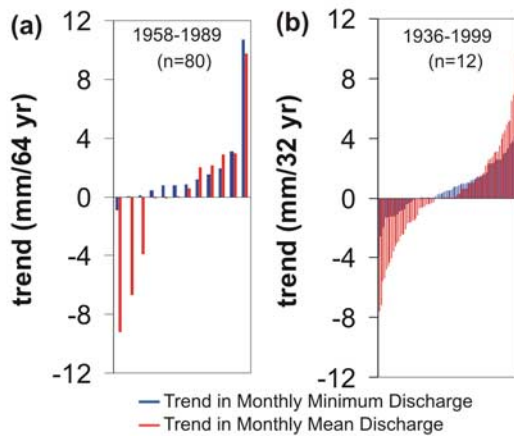 (a)
1958-1989
(n=80)
trend (mm/64 yr)
12
8
4
0
-4
-8
-12
(b)
1936-1999
(n=12)
trend (mm/32 yr)
12
8
4
0
-4
-8
-12
Trend in Monthly Minimum Discharge
Trend in Monthly Mean Discharge